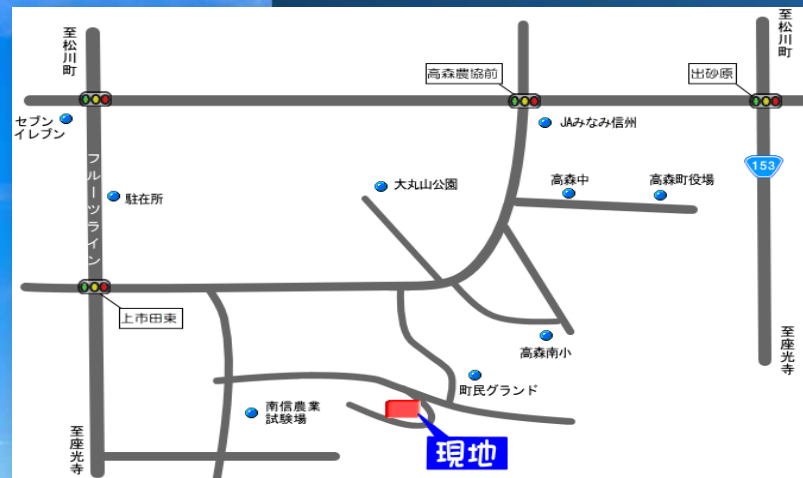 至松川町
高森農協前
出砂原
至松川町
セブン
イレブン
JAみなみ信州
フルーツライン
153
駐在所
大丸山公園
高森中
高森町役場
上市田東
高森南小
至座光寺
町民グランド
南信農業
試験場
至座光寺
現地